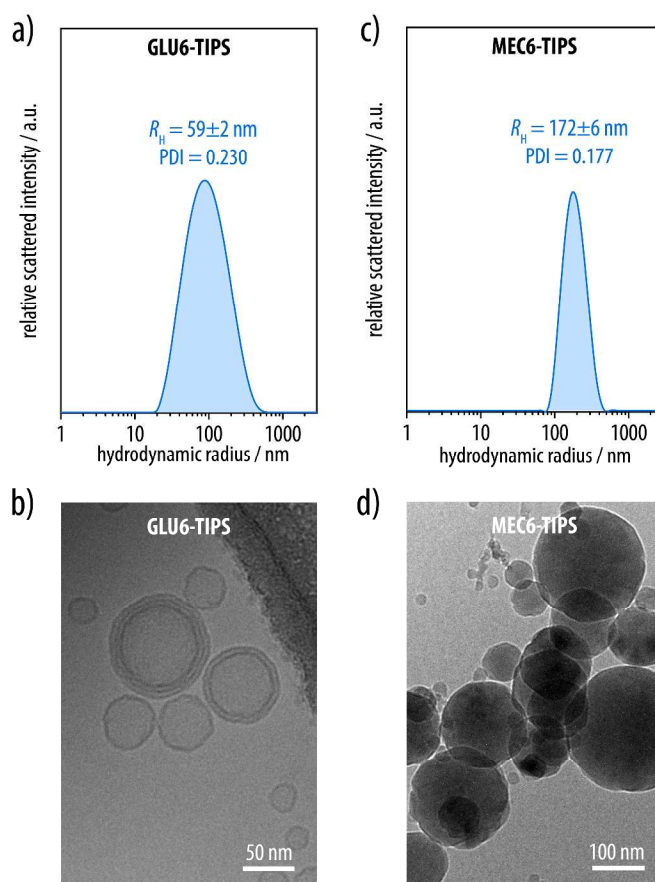 a)
GLU6-TIPS
R_H = 59±2 nm
PDI = 0.230
relative scattered intensity / a.u.
1 10 100 1000
hydrodynamic radius / nm
c)
MEC6-TIPS
R_H = 172±6 nm
PDI = 0.177
relative scattered intensity / a.u.
1 10 100 1000
hydrodynamic radius / nm
b)
GLU6-TIPS
50 nm
d)
MEC6-TIPS
100 nm